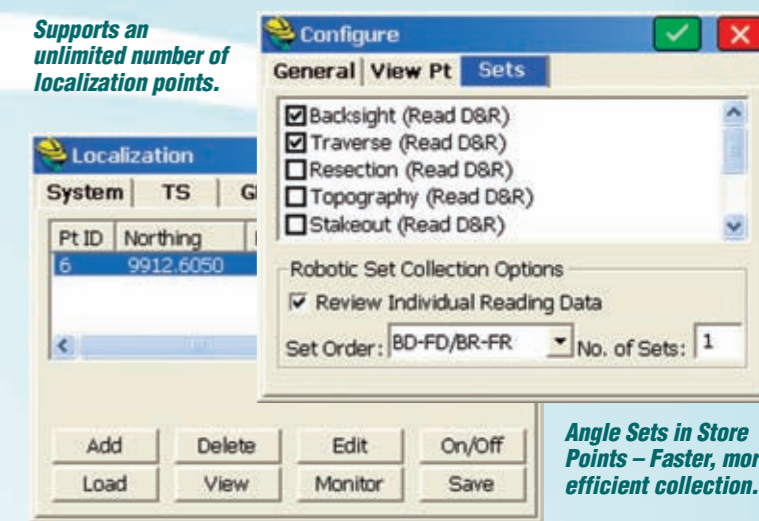 Supports an
unlimited number of
localization points.
Configure
General View Pt Sets
Backsight (Read D&R)
Traverse (Read D&R)
Resection (Read D&R)
Topography (Read D&R)
Stakeout (Read D&R)
Robotic Set Collection Options
Review Individual Reading Data
Set Order: BD-FD/BR-FR No. of Sets: 1
Localization
System TS
Pt ID Northing
6 9912.6050
Add Delete Edit On/Off
Load View Monitor Save
Angle Sets in Store
Points – Faster, more
efficient collection.